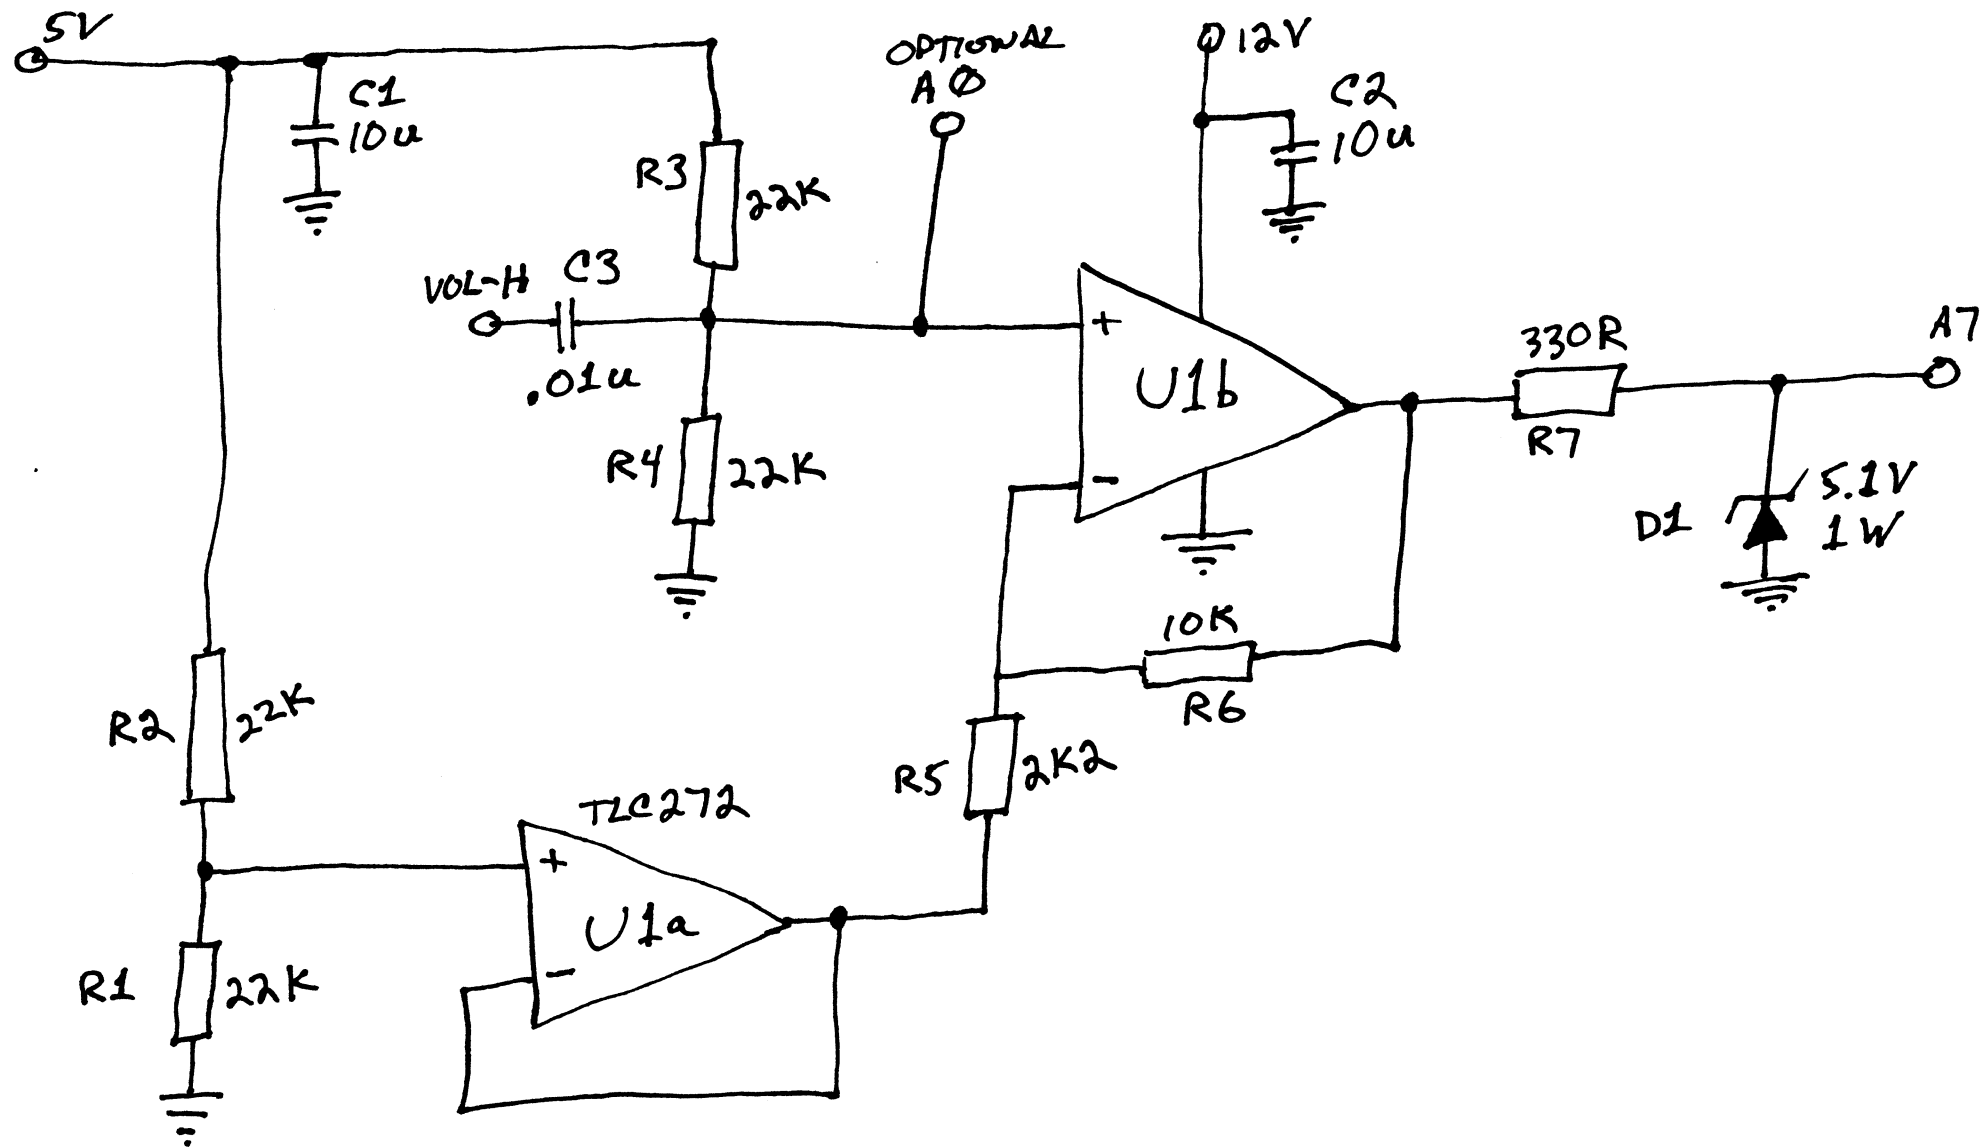 5V
C1
10u
OPTIONAL
AØ
12V
C2
10u
R3
22K
VOL-H
C3
.01u
+
-
U1b
330R
R7
A7
R4
22K
D1
5.1V
1W
10K
R6
R2
22K
R5
2K2
TLC272
+
-
U1a
R1
22K